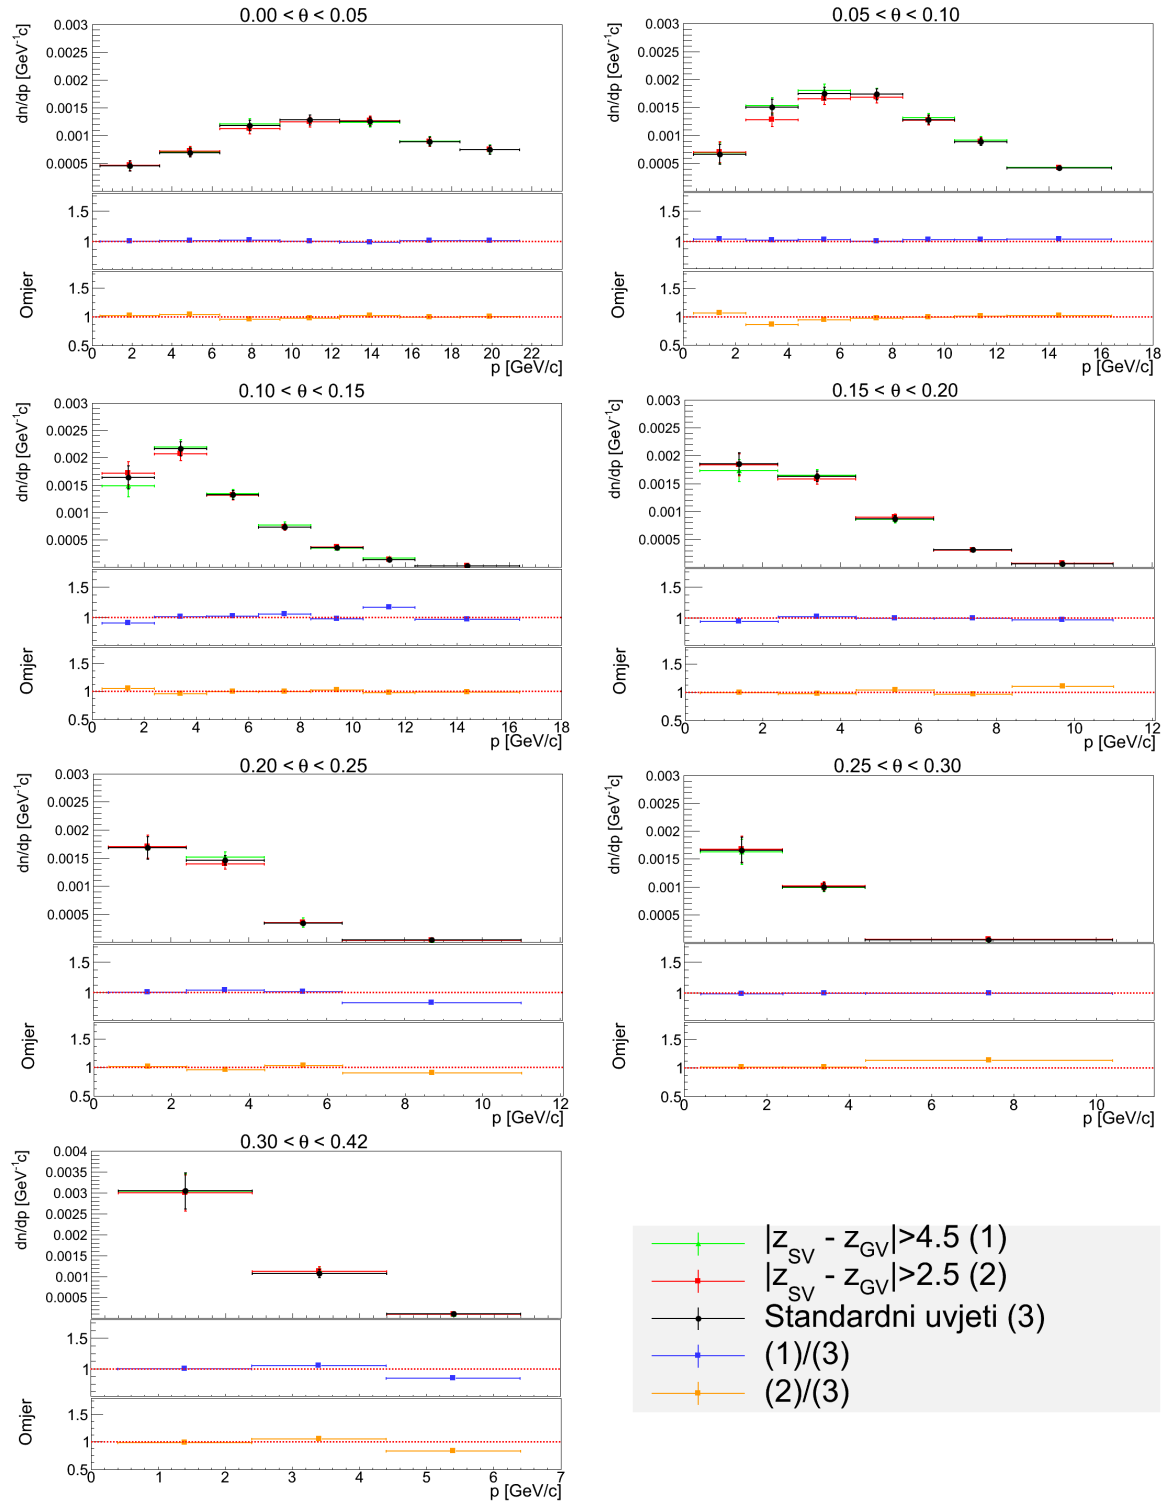 0.00 < θ < 0.05
dn/dp [GeV⁻¹c]
0.003
0.0025
0.002
0.0015
0.001
0.0005
1.5
1
Omjer
1.5
1
0.5
0 2 4 6 8 10 12 14 16 18 20 22
p [GeV/c]
0.05 < θ < 0.10
dn/dp [GeV⁻¹c]
0.003
0.0025
0.002
0.0015
0.001
0.0005
1.5
1
Omjer
1.5
1
0.5
0 2 4 6 8 10 12 14 16 18
p [GeV/c]
0.10 < θ < 0.15
dn/dp [GeV⁻¹c]
0.003
0.0025
0.002
0.0015
0.001
0.0005
1.5
1
Omjer
1.5
1
0.5
0 2 4 6 8 10 12 14 16 18
p [GeV/c]
0.15 < θ < 0.20
dn/dp [GeV⁻¹c]
0.003
0.0025
0.002
0.0015
0.001
0.0005
1.5
1
Omjer
1.5
1
0.5
0 2 4 6 8 10 12
p [GeV/c]
0.20 < θ < 0.25
dn/dp [GeV⁻¹c]
0.003
0.0025
0.002
0.0015
0.001
0.0005
1.5
1
Omjer
1.5
1
0.5
0 2 4 6 8 10 12
p [GeV/c]
0.25 < θ < 0.30
dn/dp [GeV⁻¹c]
0.003
0.0025
0.002
0.0015
0.001
0.0005
1.5
1
Omjer
1.5
1
0.5
0 2 4 6 8 10
p [GeV/c]
0.30 < θ < 0.42
dn/dp [GeV⁻¹c]
0.004
0.0035
0.003
0.0025
0.002
0.0015
0.001
0.0005
1.5
1
Omjer
1.5
1
0.5
0 1 2 3 4 5 6 7
p [GeV/c]
|z_SV - z_GV|>4.5 (1)
|z_SV - z_GV|>2.5 (2)
Standardni uvjeti (3)
(1)/(3)
(2)/(3)